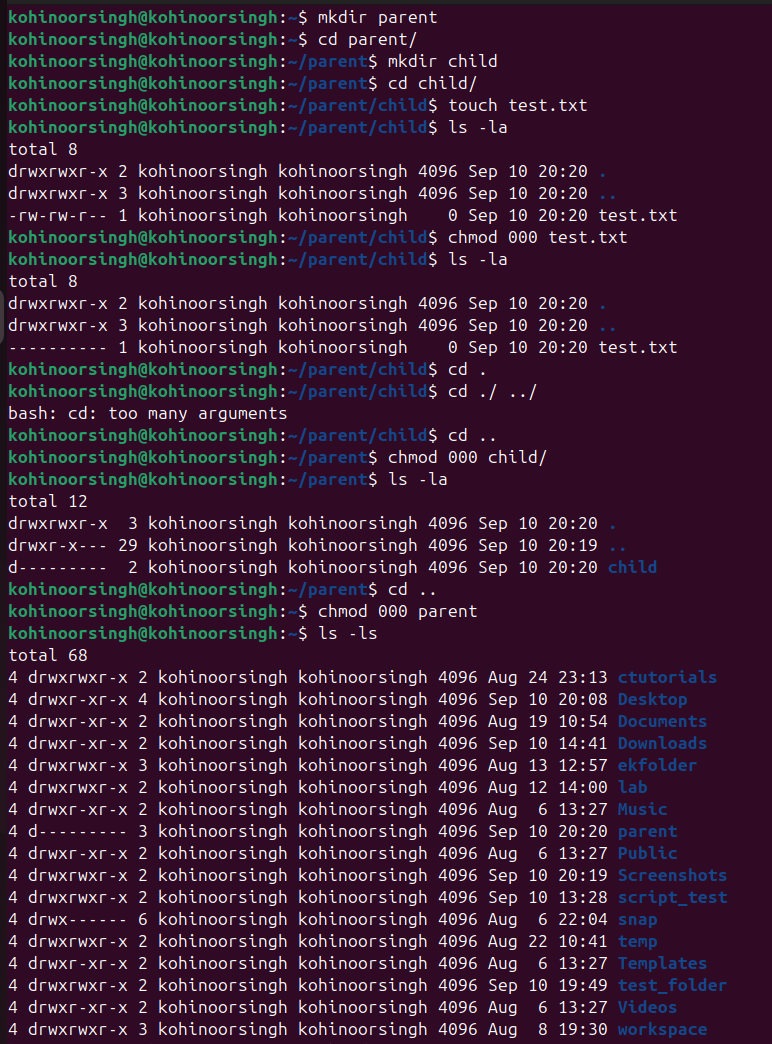 kohinoorsingh@kohinoorsingh:~$ mkdir parent
kohinoorsingh@kohinoorsingh:~$ cd parent/
kohinoorsingh@kohinoorsingh:~/parent$ mkdir child
kohinoorsingh@kohinoorsingh:~/parent$ cd child/
kohinoorsingh@kohinoorsingh:~/parent/child$ touch test.txt
kohinoorsingh@kohinoorsingh:~/parent/child$ ls -la
total 8
drwxrwxr-x 2 kohinoorsingh kohinoorsingh 4096 Sep 10 20:20 .
drwxrwxr-x 3 kohinoorsingh kohinoorsingh 4096 Sep 10 20:20 ..
-rw-rw-r-- 1 kohinoorsingh kohinoorsingh    0 Sep 10 20:20 test.txt
kohinoorsingh@kohinoorsingh:~/parent/child$ chmod 000 test.txt
kohinoorsingh@kohinoorsingh:~/parent/child$ ls -la
total 8
drwxrwxr-x 2 kohinoorsingh kohinoorsingh 4096 Sep 10 20:20 .
drwxrwxr-x 3 kohinoorsingh kohinoorsingh 4096 Sep 10 20:20 ..
---------- 1 kohinoorsingh kohinoorsingh    0 Sep 10 20:20 test.txt
kohinoorsingh@kohinoorsingh:~/parent/child$ cd .
kohinoorsingh@kohinoorsingh:~/parent/child$ cd ./ ../
bash: cd: too many arguments
kohinoorsingh@kohinoorsingh:~/parent/child$ cd ..
kohinoorsingh@kohinoorsingh:~/parent$ chmod 000 child/
kohinoorsingh@kohinoorsingh:~/parent$ ls -la
total 12
drwxrwxr-x  3 kohinoorsingh kohinoorsingh 4096 Sep 10 20:20 .
drwxr-x--- 29 kohinoorsingh kohinoorsingh 4096 Sep 10 20:19 ..
d---------  2 kohinoorsingh kohinoorsingh 4096 Sep 10 20:20 child
kohinoorsingh@kohinoorsingh:~/parent$ cd ..
kohinoorsingh@kohinoorsingh:~$ chmod 000 parent
kohinoorsingh@kohinoorsingh:~$ ls -ls
total 68
4 drwxrwxr-x 2 kohinoorsingh kohinoorsingh 4096 Aug 24 23:13 ctutorials
4 drwxr-xr-x 4 kohinoorsingh kohinoorsingh 4096 Sep 10 20:08 Desktop
4 drwxr-xr-x 2 kohinoorsingh kohinoorsingh 4096 Aug 19 10:54 Documents
4 drwxr-xr-x 2 kohinoorsingh kohinoorsingh 4096 Sep 10 14:41 Downloads
4 drwxrwxr-x 3 kohinoorsingh kohinoorsingh 4096 Aug 13 12:57 ekfolder
4 drwxrwxr-x 2 kohinoorsingh kohinoorsingh 4096 Aug 12 14:00 lab
4 drwxr-xr-x 2 kohinoorsingh kohinoorsingh 4096 Aug  6 13:27 Music
4 d--------- 3 kohinoorsingh kohinoorsingh 4096 Sep 10 20:20 parent
4 drwxr-xr-x 2 kohinoorsingh kohinoorsingh 4096 Aug  6 13:27 Public
4 drwxrwxr-x 2 kohinoorsingh kohinoorsingh 4096 Sep 10 20:19 Screenshots
4 drwxrwxr-x 2 kohinoorsingh kohinoorsingh 4096 Sep 10 13:28 script_test
4 drwx------ 6 kohinoorsingh kohinoorsingh 4096 Aug  6 22:04 snap
4 drwxrwxr-x 2 kohinoorsingh kohinoorsingh 4096 Aug 22 10:41 temp
4 drwxr-xr-x 2 kohinoorsingh kohinoorsingh 4096 Aug  6 13:27 Templates
4 drwxrwxr-x 2 kohinoorsingh kohinoorsingh 4096 Sep 10 19:49 test_folder
4 drwxr-xr-x 2 kohinoorsingh kohinoorsingh 4096 Aug  6 13:27 Videos
4 drwxrwxr-x 3 kohinoorsingh kohinoorsingh 4096 Aug  8 19:30 workspace